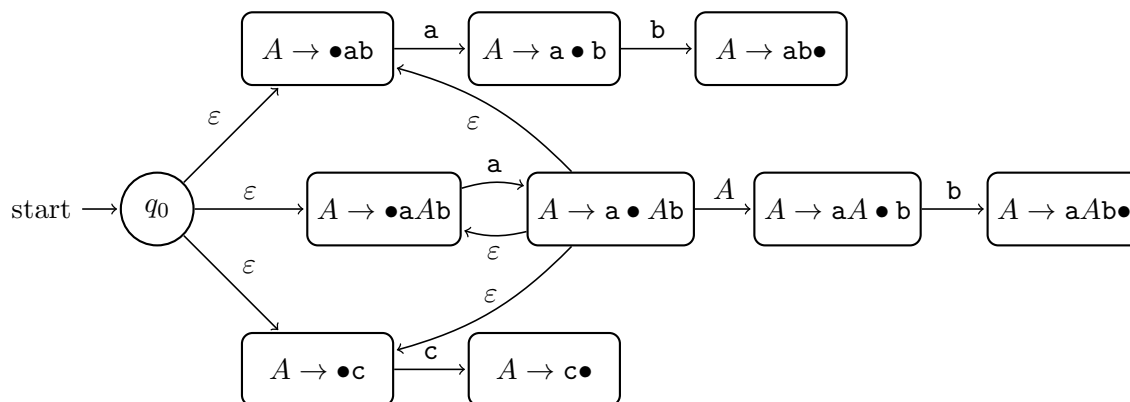 A → •ab
a
A → a • b
b
A → ab•
ε
ε
start
q₀
ε
A → •aAb
a
ε
A → a • Ab
A
A → aA • b
b
A → aAb•
ε
ε
A → •c
c
A → c•